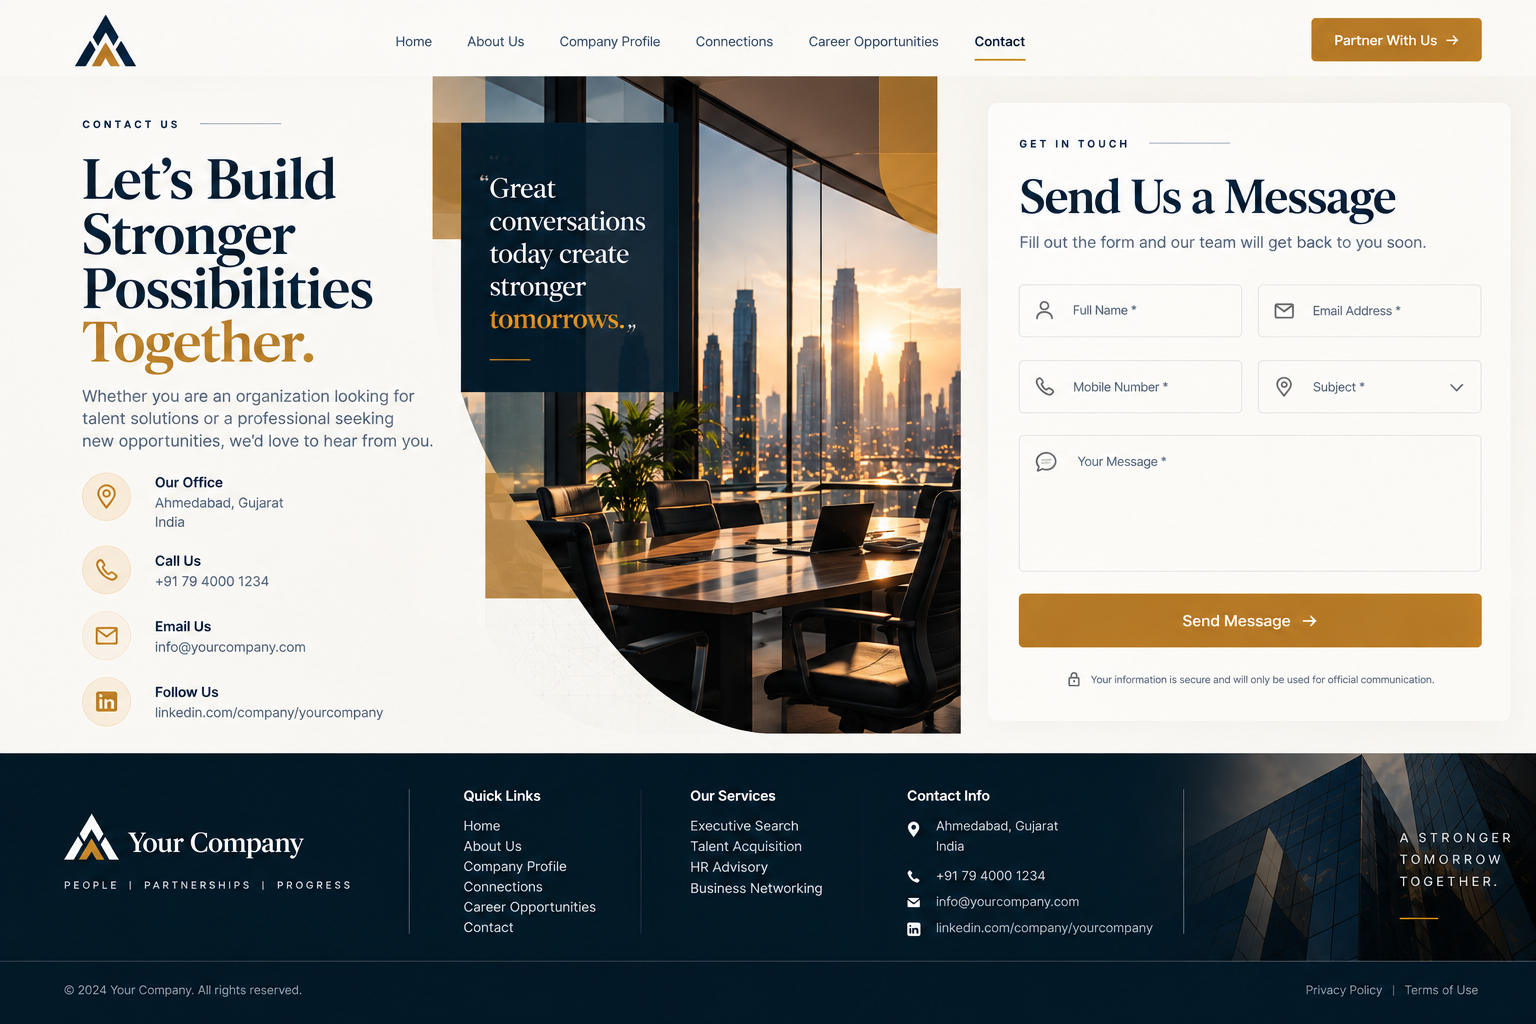 Home
About Us
Company Profile
Connections
Career Opportunities
Contact
Partner With Us →
CONTACT US
Let’s Build
Stronger
Possibilities
Together.
Whether you are an organization looking for
talent solutions or a professional seeking
new opportunities, we'd love to hear from you.
Our Office
Ahmedabad, Gujarat
India
Call Us
+91 79 4000 1234
Email Us
info@yourcompany.com
in
Follow Us
linkedin.com/company/yourcompany
“Great
conversations
today create
stronger
tomorrows.”
GET IN TOUCH
Send Us a Message
Fill out the form and our team will get back to you soon.
Full Name *
Email Address *
Mobile Number *
Subject *
Your Message *
Send Message →
Your information is secure and will only be used for official communication.
Your Company
PEOPLE | PARTNERSHIPS | PROGRESS
Quick Links
Home
About Us
Company Profile
Connections
Career Opportunities
Contact
Our Services
Executive Search
Talent Acquisition
HR Advisory
Business Networking
Contact Info
Ahmedabad, Gujarat
India
+91 79 4000 1234
info@yourcompany.com
in linkedin.com/company/yourcompany
A STRONGER
TOMORROW
TOGETHER.
© 2024 Your Company. All rights reserved.
Privacy Policy | Terms of Use